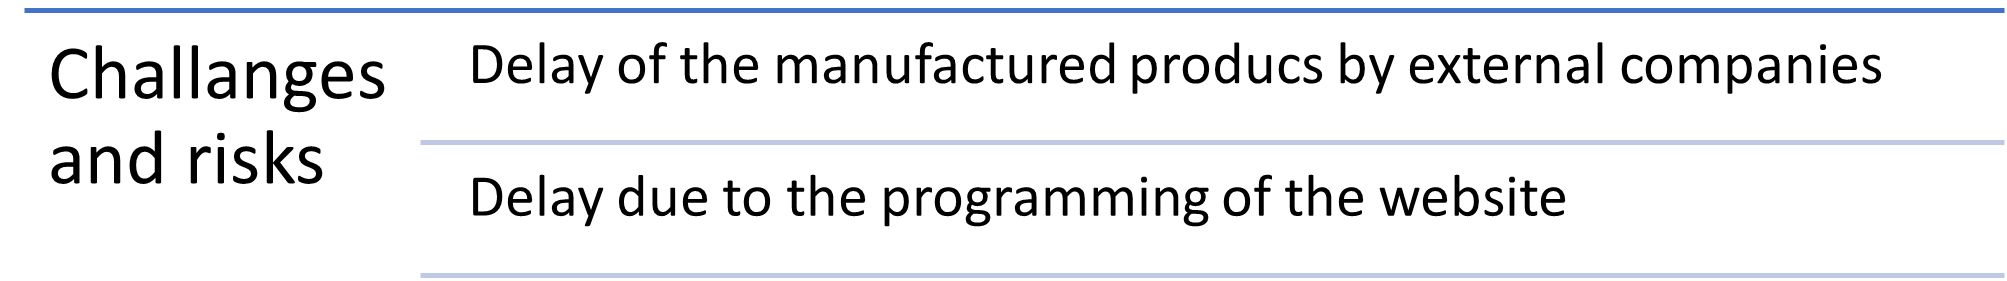 Challanges
and risks
Delay of the manufactured producs by external companies
Delay due to the programming of the website